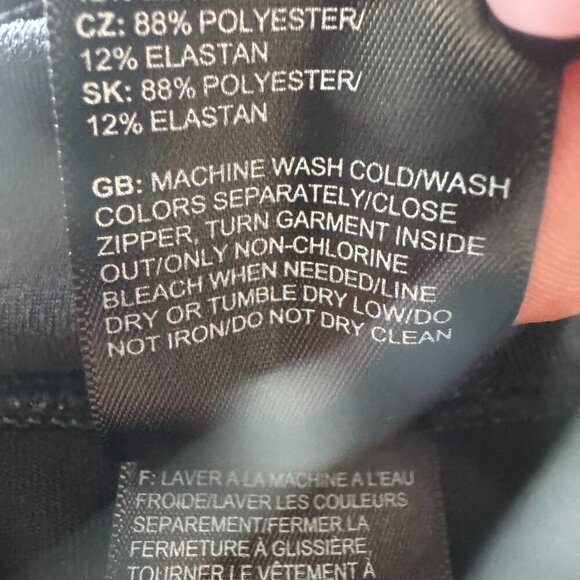 CZ: 88% POLYESTER/
12% ELASTAN
SK: 88% POLYESTER/
12% ELASTAN
GB: MACHINE WASH COLD/WASH
COLORS SEPARATELY/CLOSE
ZIPPER, TURN GARMENT INSIDE
OUT/ONLY NON-CHLORINE
BLEACH WHEN NEEDED/LINE
DRY OR TUMBLE DRY LOW/DO
NOT IRON/DO NOT DRY CLEAN
F: LAVER A LA MACHINE A L'EAU
FROIDE/LAVER LES COULEURS
SEPAREMENT/FERMER LA
FERMETURE À GLISSIÈRE,
TOURNER LE VÊTEMENT À